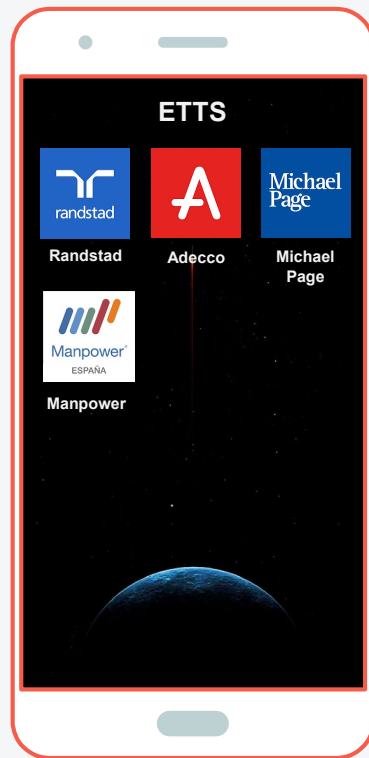 ETTS
randstad
Michael
Page
Randstad
Adecco
Michael
Page
Manpower®
ESPAÑA
Manpower